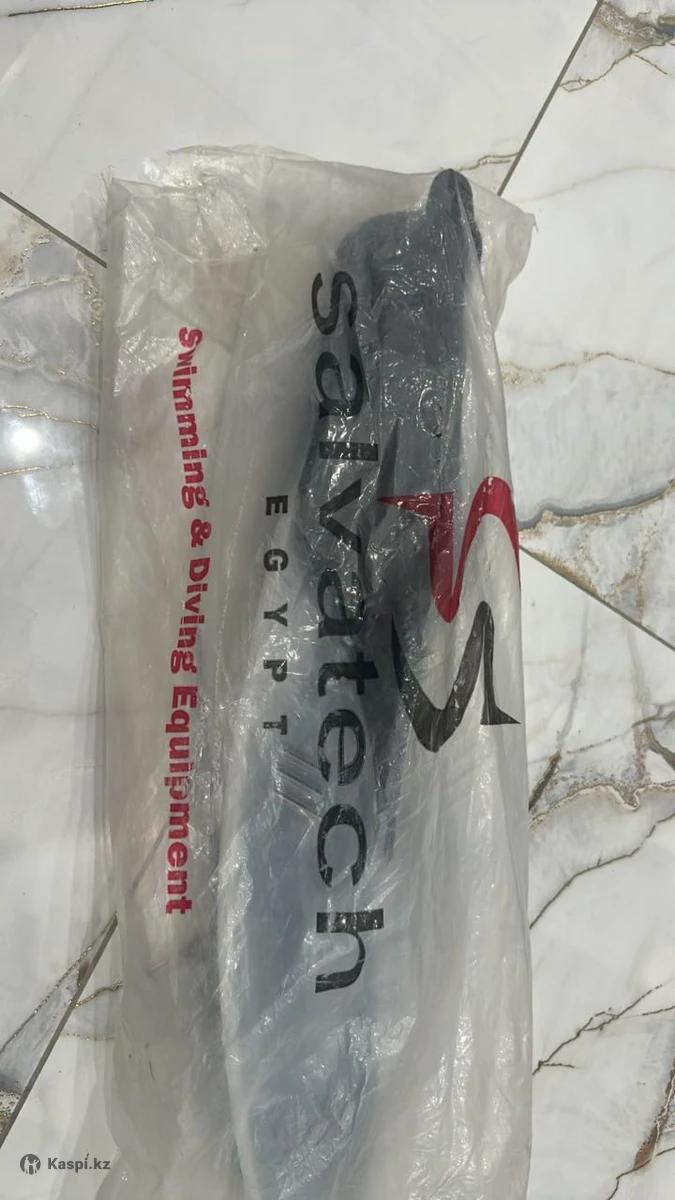 salvatech
EGYPT
Swimming & Diving Equipment
Kaspi.kz